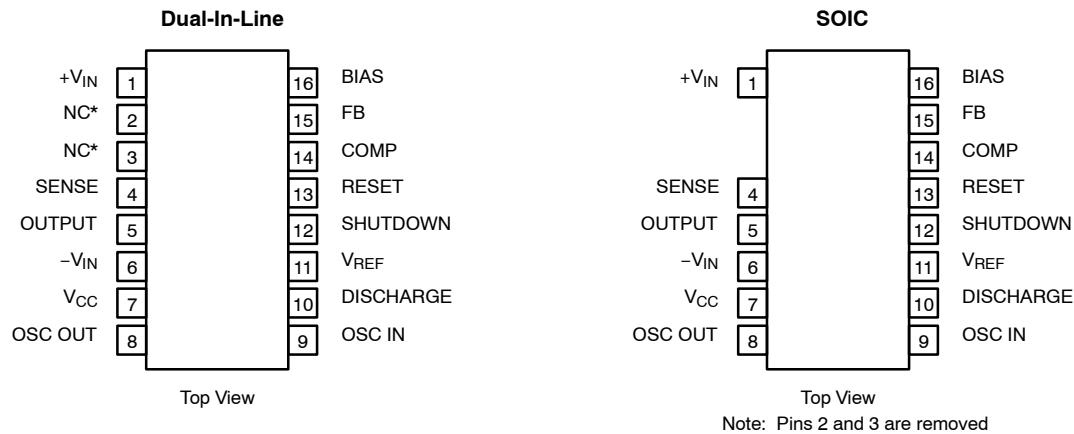 Dual-In-Line
+VIN 1 16 BIAS
NC* 2 15 FB
NC* 3 14 COMP
SENSE 4 13 RESET
OUTPUT 5 12 SHUTDOWN
−VIN 6 11 VREF
VCC 7 10 DISCHARGE
OSC OUT 8 9 OSC IN
Top View
SOIC
+VIN 1 16 BIAS
15 FB
14 COMP
SENSE 4 13 RESET
OUTPUT 5 12 SHUTDOWN
−VIN 6 11 VREF
VCC 7 10 DISCHARGE
OSC OUT 8 9 OSC IN
Top View
Note: Pins 2 and 3 are removed